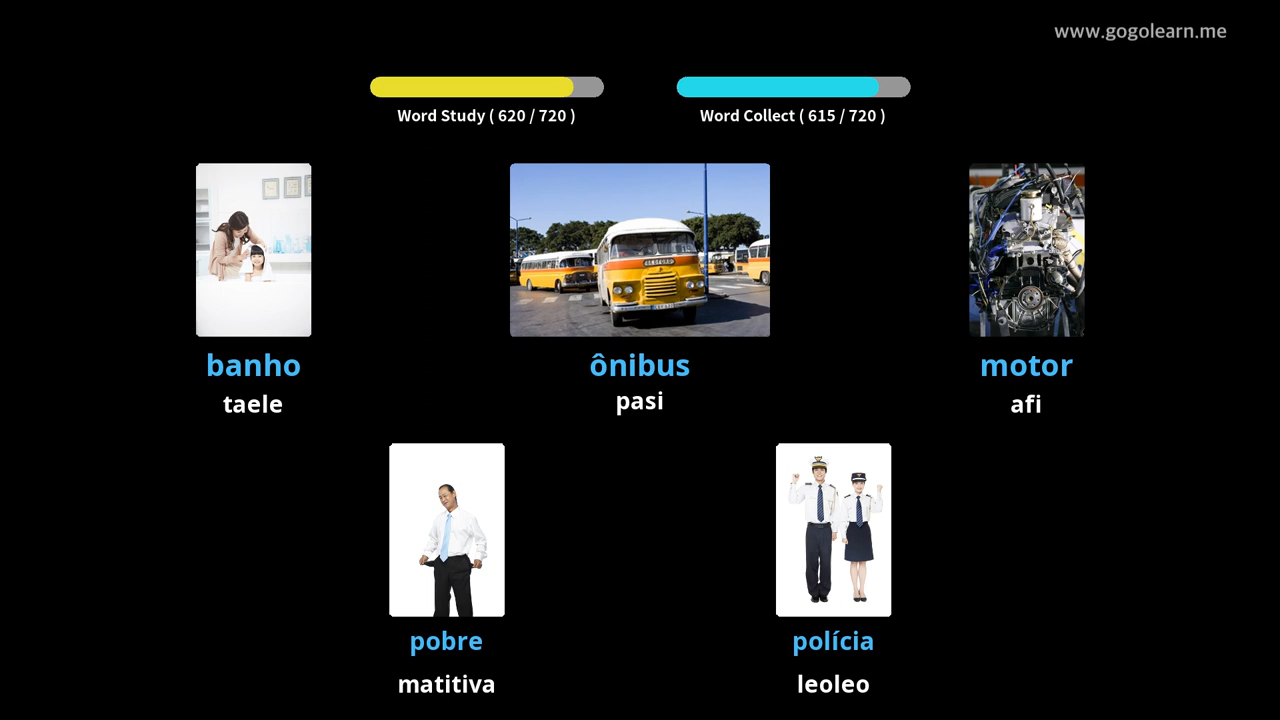 www.gogolearn.me
Word Study ( 620 / 720 )
Word Collect ( 615 / 720 )
banho
taele
ônibus
pasi
motor
afi
pobre
matitiva
polícia
leoleo